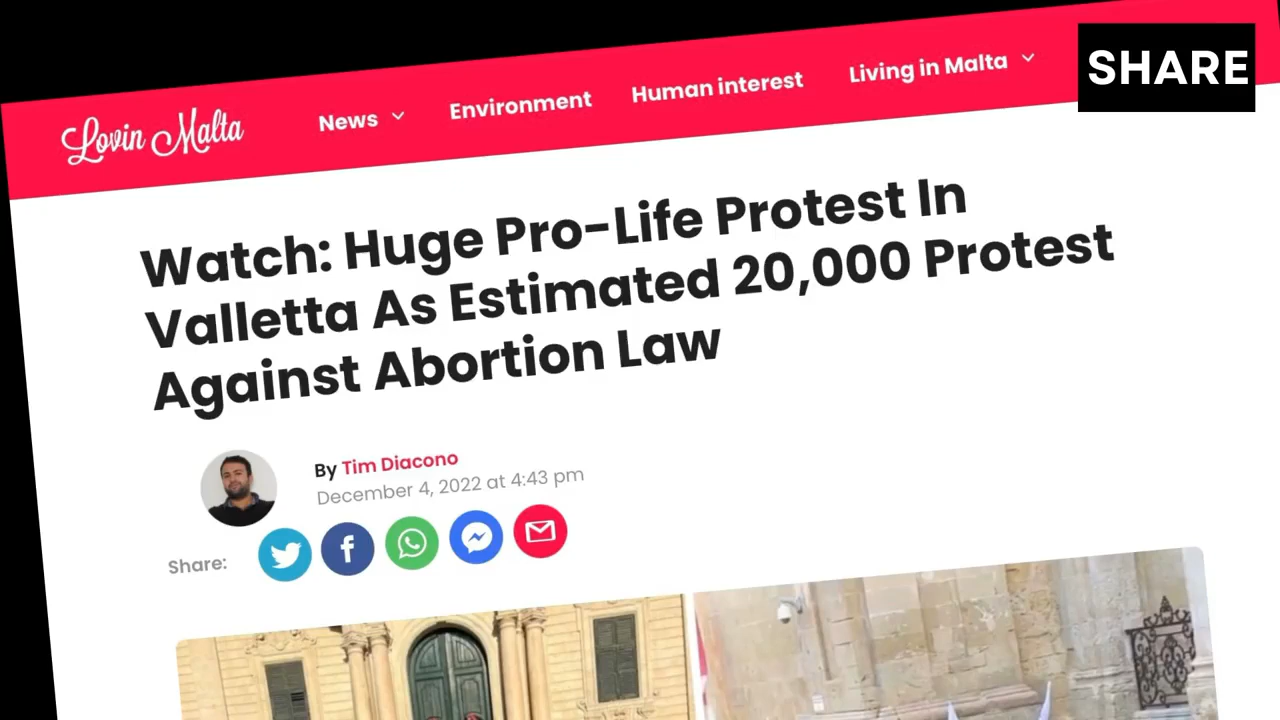 SHARE
Lovin Malta
News
Environment
Human interest
Living in Malta
Watch: Huge Pro-Life Protest In
Valletta As Estimated 20,000 Protest
Against Abortion Law
By Tim Diacono
December 4, 2022 at 4:43 pm
Share: